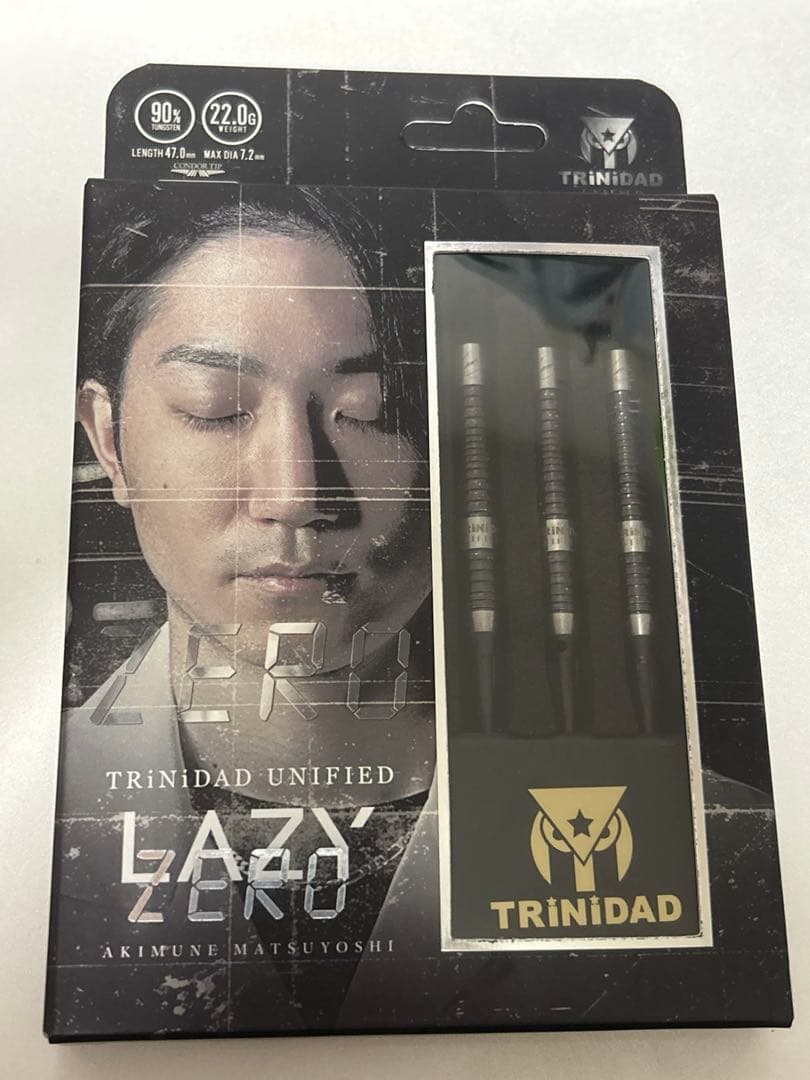 90%
TUNGSTEN
22.0G
WEIGHT
LENGTH 47.0mm MAX DIA 7.2mm
CONDOR TIP
TRiNiDAD
ZERO
TRiNiDAD UNIFIED
LAZY
ZERO
AKIMUNE MATSUYOSHI
TRiNiDAD